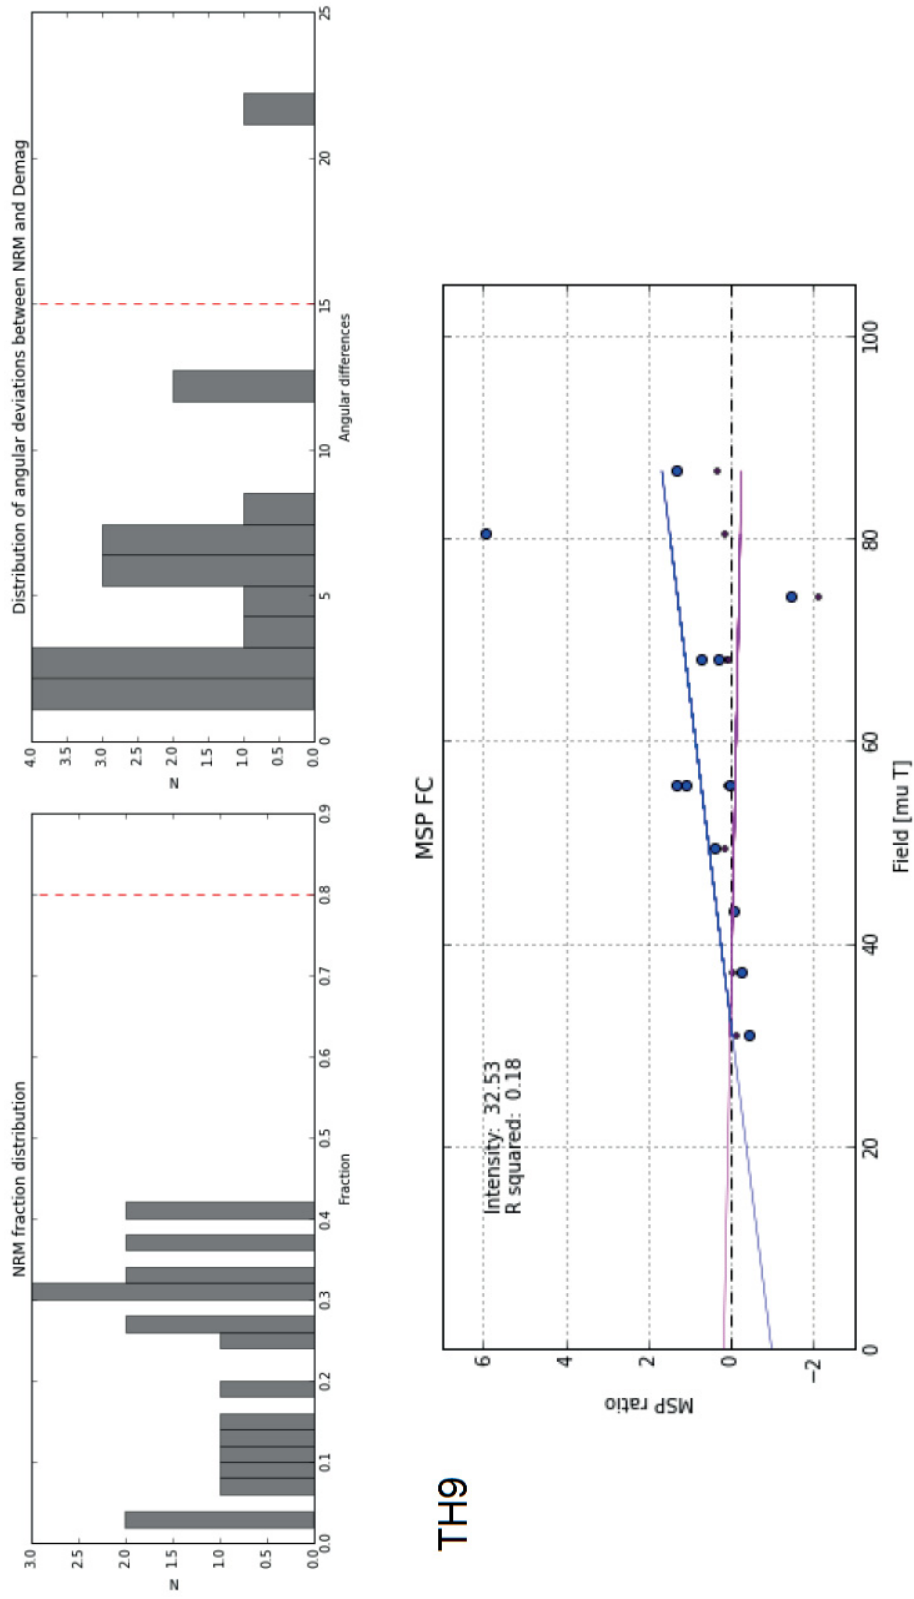 NRM fraction distribution
3.0
2.5
2.0
1.5
1.0
0.5
0.0
N
0.0 0.1 0.2 0.3 0.4 0.5 0.6 0.7 0.8 0.9
Fraction
Distribution of angular deviations between NRM and Demag
4.0
3.5
3.0
2.5
2.0
1.5
1.0
0.5
0.0
N
0 5 10 15 20 25
Angular differences
TH9
MSP FC
Intensity: 32.53
R squared: 0.18
6
4
2
0
−2
MSP ratio
0 20 40 60 80 100
Field [mu T]